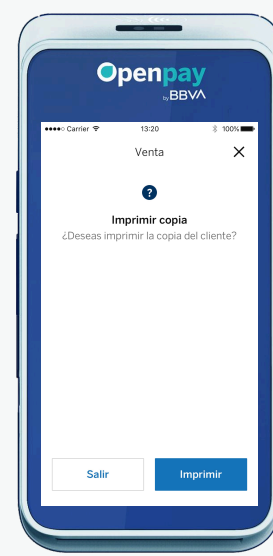 Openpay
by BBVA
Carrier 13:20 100%
Venta
?
Imprimir copia
¿Deseas imprimir la copia del cliente?
Salir Imprimir